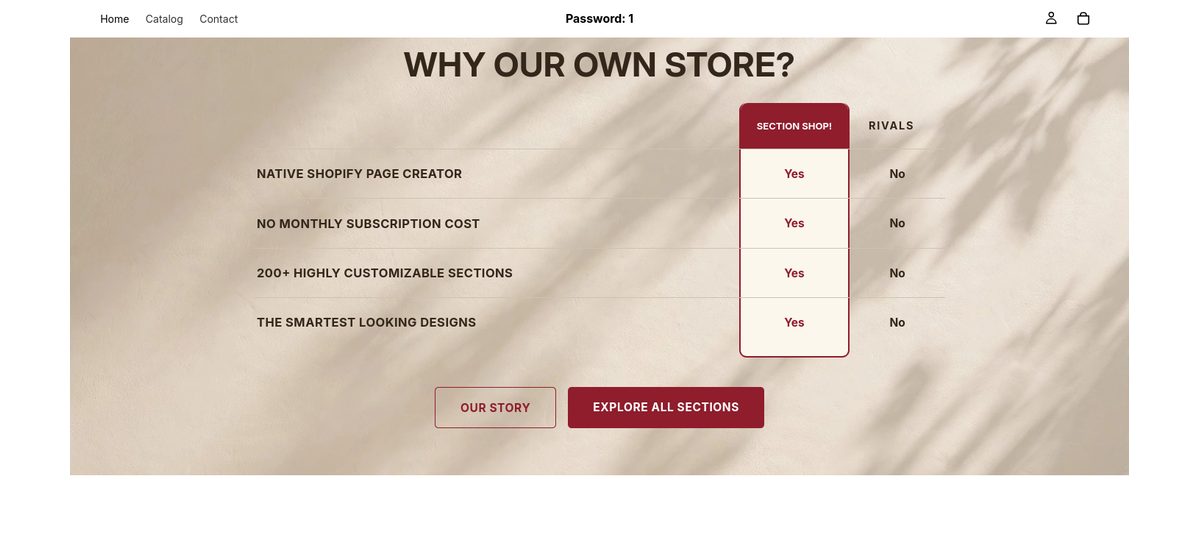 Home Catalog Contact Password: 1
WHY OUR OWN STORE?
SECTION SHOP! RIVALS
NATIVE SHOPIFY PAGE CREATOR Yes No
NO MONTHLY SUBSCRIPTION COST Yes No
200+ HIGHLY CUSTOMIZABLE SECTIONS Yes No
THE SMARTEST LOOKING DESIGNS Yes No
OUR STORY EXPLORE ALL SECTIONS